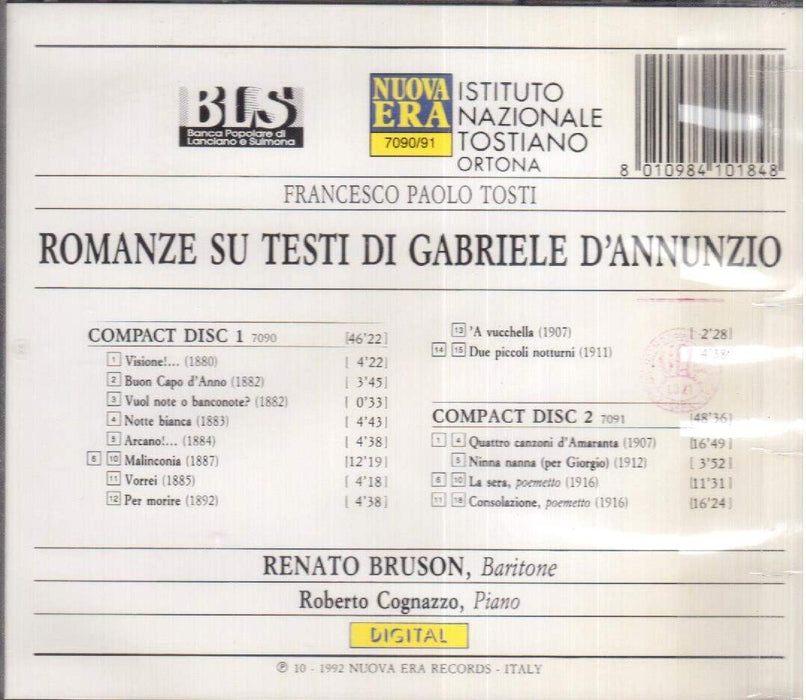 BLS
Banca Popolare di
Lanciano e Sulmona
NUOVA
ERA
7090/91
ISTITUTO
NAZIONALE
TOSTIANO
ORTONA
8 010984 101848
FRANCESCO PAOLO TOSTI
ROMANZE SU TESTI DI GABRIELE D'ANNUNZIO
COMPACT DISC 1 7090 [46'22]
1 Visione!... (1880) [ 4'22]
2 Buon Capo d'Anno (1882) [ 3'45]
3 Vuol note o banconote? (1882) [ 0'33]
4 Notte bianca (1883) [ 4'43]
5 Arcano!... (1884) [ 4'38]
6 10 Malinconia (1887) [12'19]
11 Vorrei (1885) [ 4'18]
12 Per morire (1892) [ 4'38]
13 'A vucchella (1907) [ 2'28]
14 15 Due piccoli notturni (1911) [ 4'38]
COMPACT DISC 2 7091 [48'36]
1 4 Quattro canzoni d'Amaranta (1907) [16'49]
5 Ninna nanna (per Giorgio) (1912) [ 3'52]
6 10 La sera, poemetto (1916) [11'31]
11 18 Consolazione, poemetto (1916) [16'24]
RENATO BRUSON, Baritone
Roberto Cognazzo, Piano
DIGITAL
℗ 10 - 1992 NUOVA ERA RECORDS - ITALY